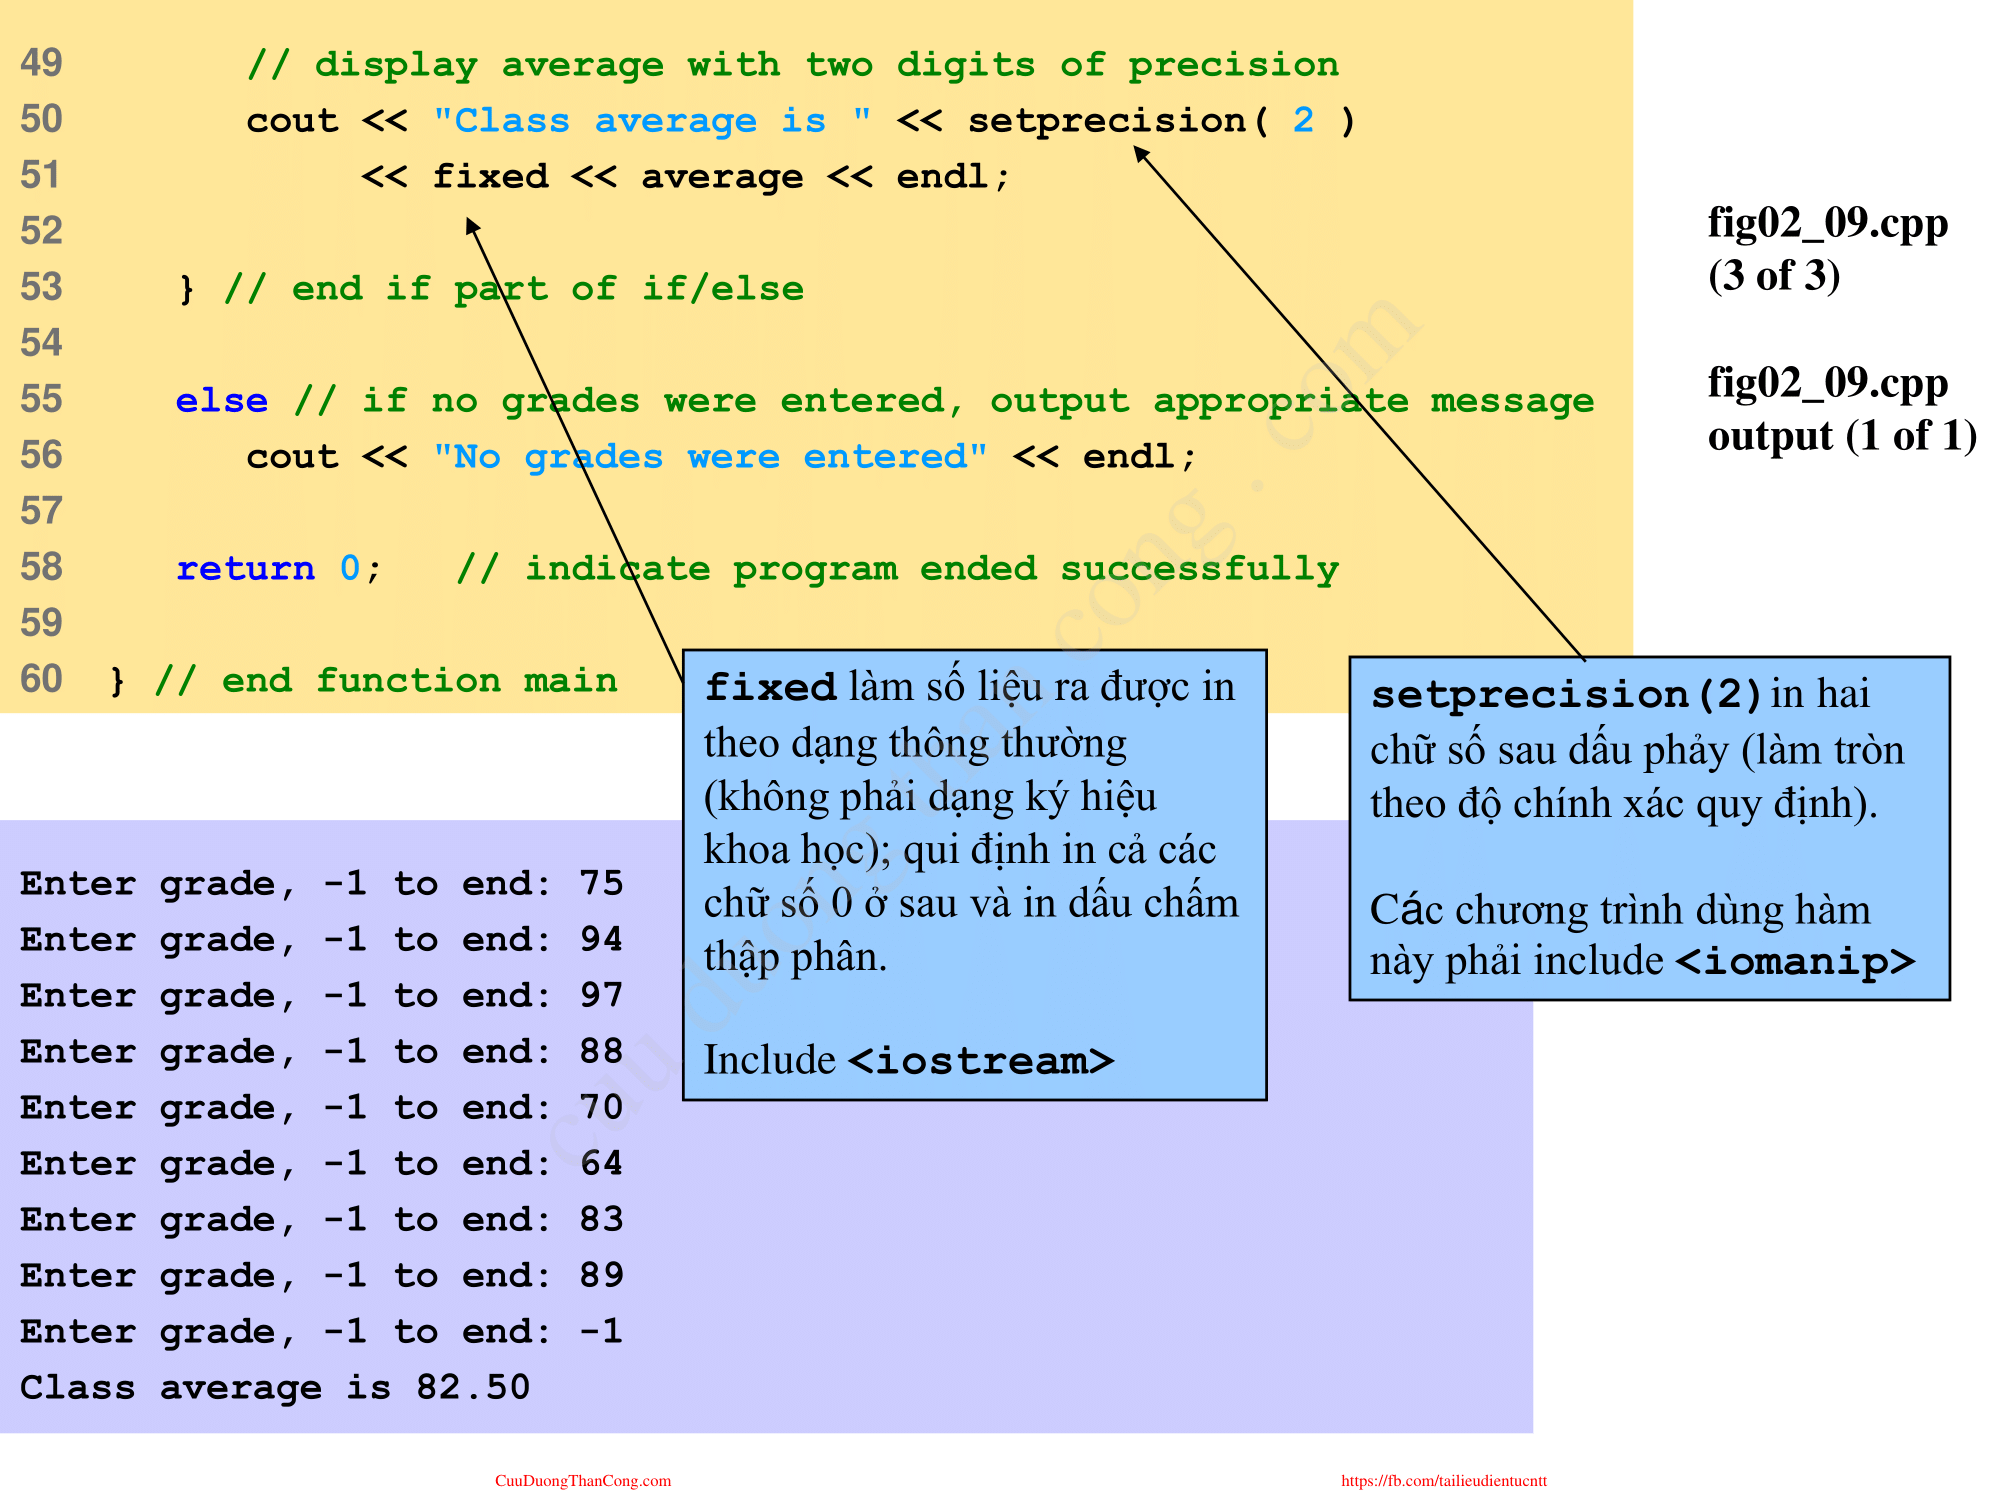 49 // display average with two digits of precision
50 cout << "Class average is " << setprecision( 2 )
51 << fixed << average << endl;
52
53 } // end if part of if/else
54
55 else // if no grades were entered, output appropriate message
56 cout << "No grades were entered" << endl;
57
58 return 0; // indicate program ended successfully
59
60 } // end function main
fig02_09.cpp
(3 of 3)
fig02_09.cpp
output (1 of 1)
fixed làm số liệu ra được in
theo dạng thông thường
(không phải dạng ký hiệu
khoa học); qui định in cả các
chữ số 0 ở sau và in dấu chấm
thập phân.
Include <iostream>
setprecision(2)in hai
chữ số sau dấu phảy (làm tròn
theo độ chính xác quy định).
Các chương trình dùng hàm
này phải include <iomanip>
Enter grade, -1 to end: 75
Enter grade, -1 to end: 94
Enter grade, -1 to end: 97
Enter grade, -1 to end: 88
Enter grade, -1 to end: 70
Enter grade, -1 to end: 64
Enter grade, -1 to end: 83
Enter grade, -1 to end: 89
Enter grade, -1 to end: -1
Class average is 82.50
cuu duong than cong . com
CuuDuongThanCong.com
https://fb.com/tailieudientucntt